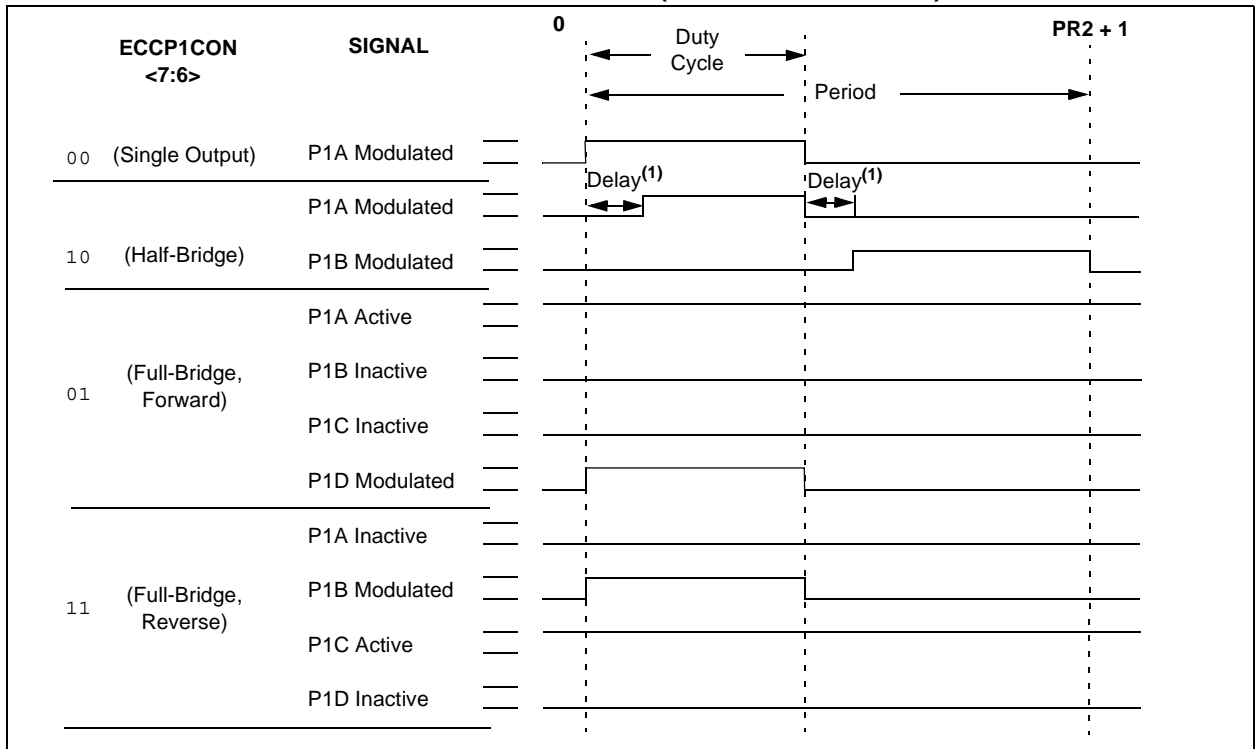 ECCP1CON
<7:6>
SIGNAL
0
Duty
Cycle
PR2 + 1
Period
00 (Single Output) P1A Modulated
Delay(1) Delay(1)
P1A Modulated
10 (Half-Bridge) P1B Modulated
P1A Active
P1B Inactive
01 (Full-Bridge,
Forward)
P1C Inactive
P1D Modulated
P1A Inactive
P1B Modulated
11 (Full-Bridge,
Reverse)
P1C Active
P1D Inactive